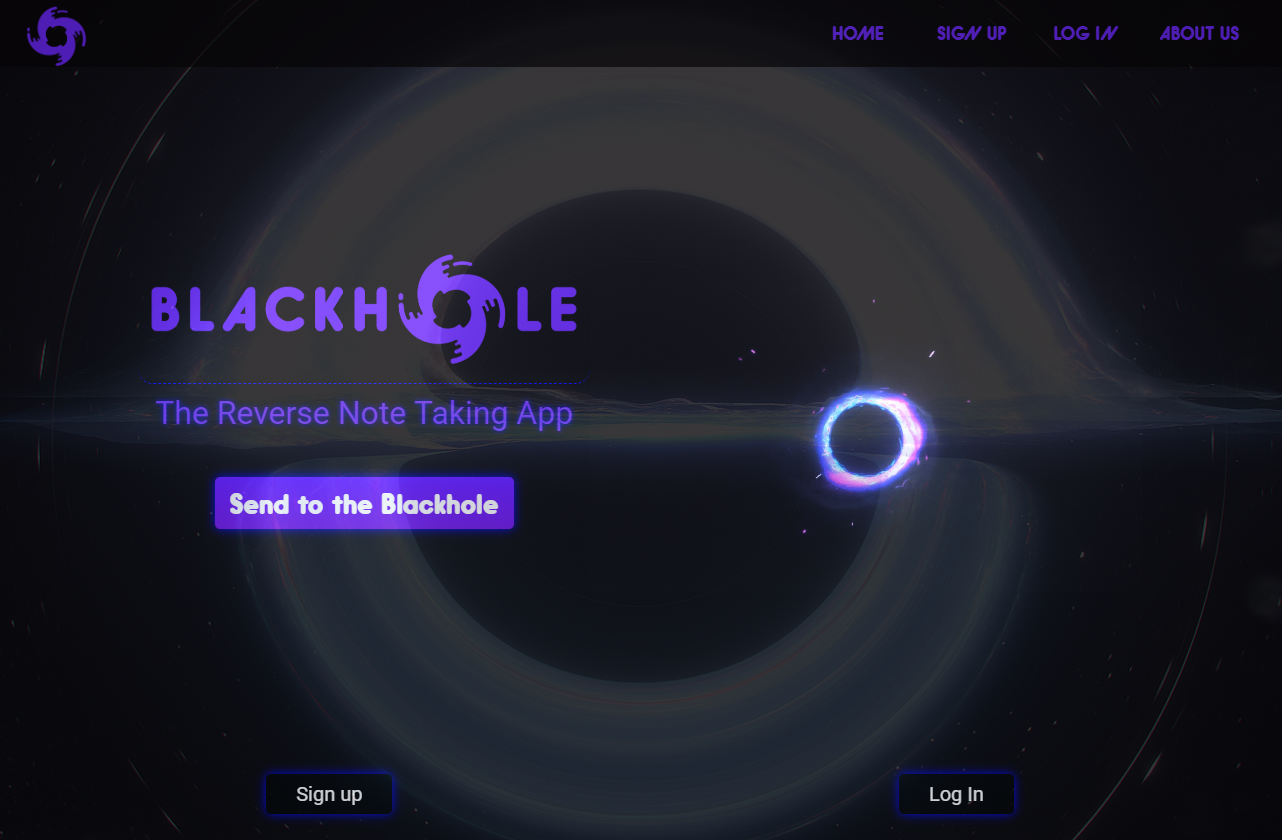 HOME SIGN UP LOG IN ABOUT US
BLACKHOLE
The Reverse Note Taking App
Send to the Blackhole
Sign up
Log In